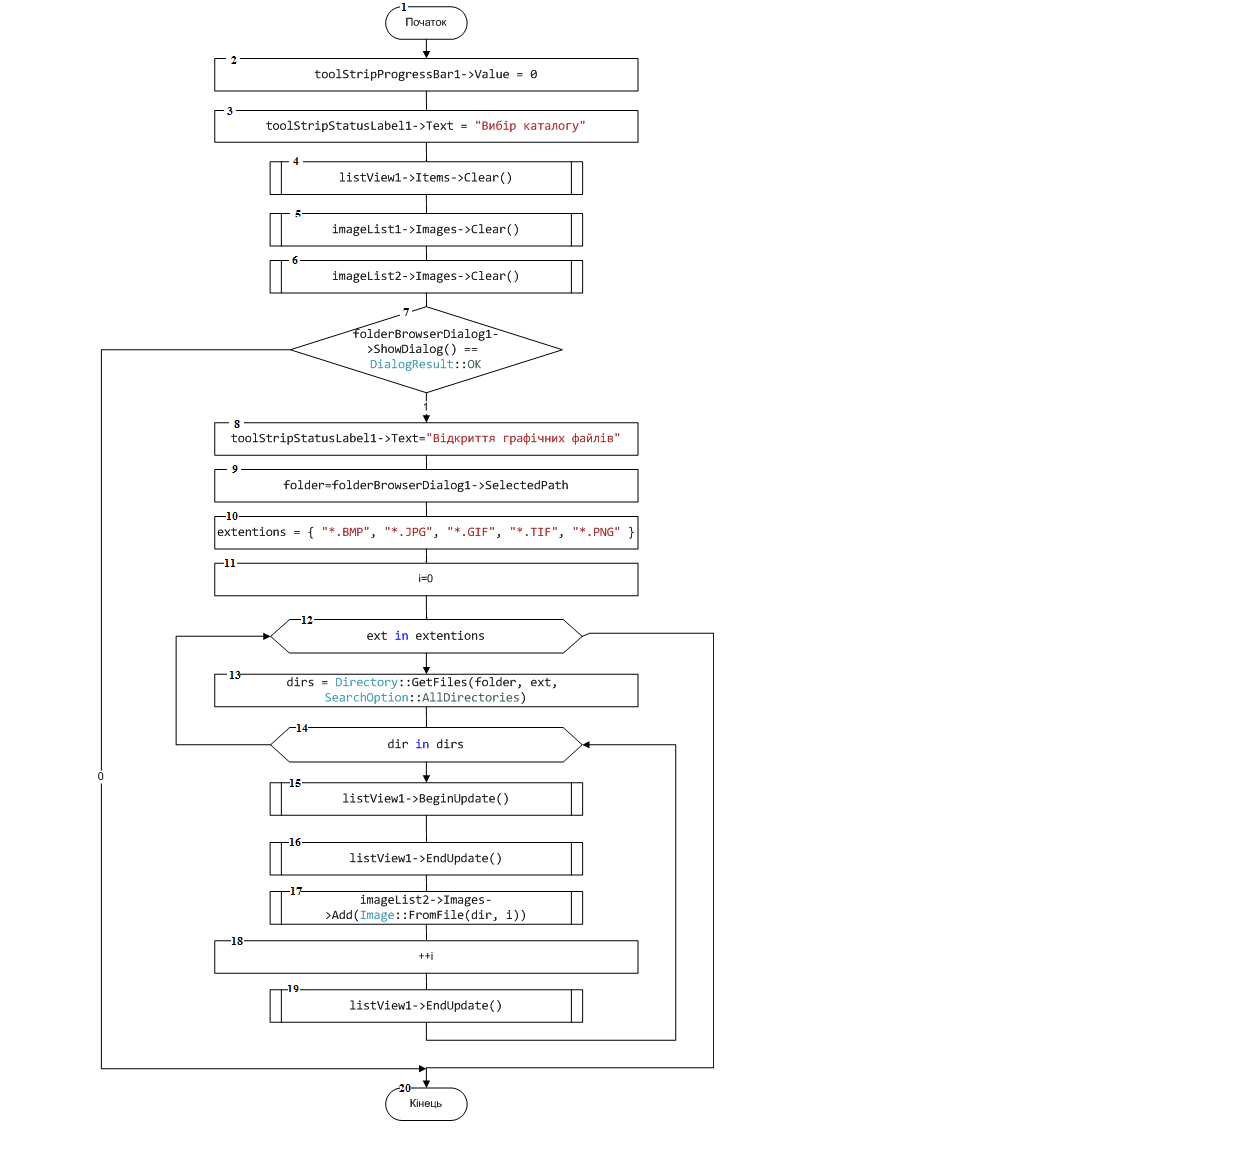 1
Початок
2
toolStripProgressBar1->Value = 0
3
toolStripStatusLabel1->Text = "Вибір каталогу"
4
listView1->Items->Clear()
5
imageList1->Images->Clear()
6
imageList2->Images->Clear()
7
folderBrowserDialog1-
>ShowDialog() ==
DialogResult::OK
1
8
toolStripStatusLabel1->Text="Відкриття графічних файлів"
9
folder=folderBrowserDialog1->SelectedPath
10
extentions = { "*.BMP", "*.JPG", "*.GIF", "*.TIF", "*.PNG" }
11
i=0
12
ext in extentions
13
dirs = Directory::GetFiles(folder, ext,
SearchOption::AllDirectories)
14
dir in dirs
0
15
listView1->BeginUpdate()
16
listView1->EndUpdate()
17
imageList2->Images-
>Add(Image::FromFile(dir, i))
18
++i
19
listView1->EndUpdate()
20
Кінець